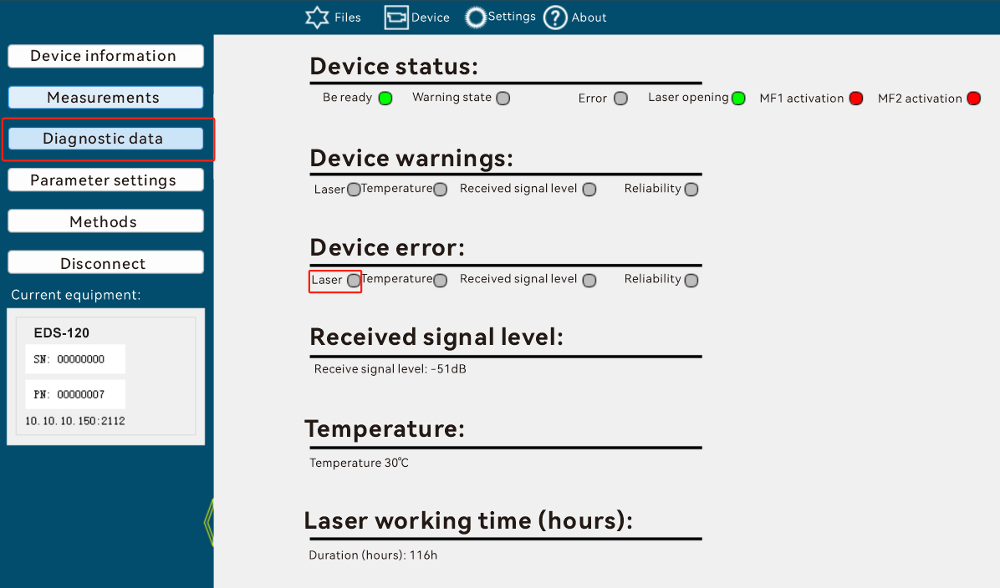 Files Device Settings ? About
Device information
Measurements
Diagnostic data
Parameter settings
Methods
Disconnect
Current equipment:
EDS-120
SN: 00000000
PN: 00000007
10.10.10.150:2112
Device status:
Be ready Warning state Error Laser opening MF1 activation MF2 activation
Device warnings:
Laser Temperature Received signal level Reliability
Device error:
Laser Temperature Received signal level Reliability
Received signal level:
Receive signal level: -51dB
Temperature:
Temperature 30℃
Laser working time (hours):
Duration (hours): 116h